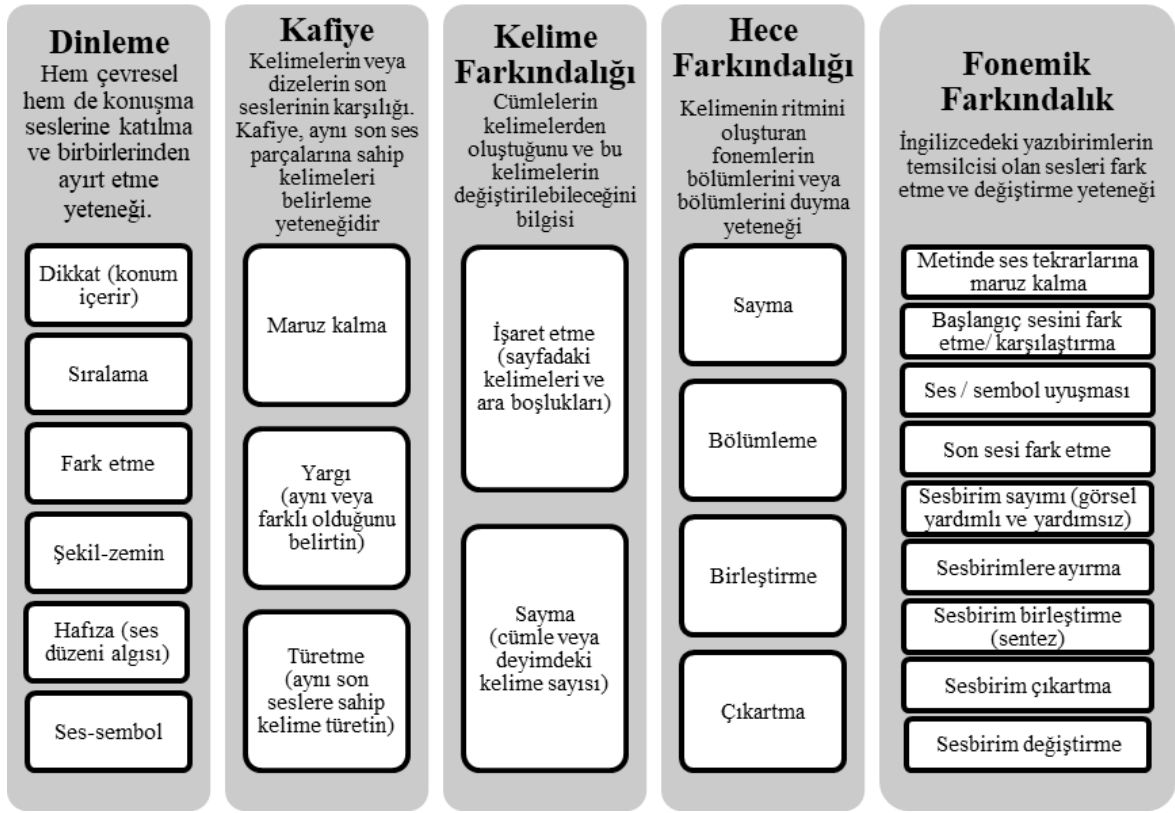 Dinleme
Hem çevresel
hem de konuşma
seslerine katılma
ve birbirlerinden
ayırt etme
yeteneği.
Dikkat (konum
içerir)
Sıralama
Fark etme
Şekil-zemin
Hafıza (ses
düzeni algısı)
Ses-sembol
Kafiye
Kelimelerin veya
dizelerin son
seslerinin karşılığı.
Kafiye, aynı son ses
parçalarına sahip
kelimeleri
belirleme
yeteneğidir
Maruz kalma
Yargı
(aynı veya
farklı olduğunu
belirtin)
Türetme
(aynı son
seslere sahip
kelime türetin)
Kelime
Farkındalığı
Cümlelerin
kelimelerden
oluştuğunu ve bu
kelimelerin
değiştirilebileceğini
bilgisi
İşaret etme
(sayfadaki
kelimeleri ve
ara boşlukları)
Sayma
(cümle veya
deyimdeki
kelime sayısı)
Hece
Farkındalığı
Kelimenin ritmini
oluşturan
fonemlerin
bölümlerini veya
bölümlerini duyma
yeteneği
Sayma
Bölümleme
Birleştirme
Çıkartma
Fonemik
Farkındalık
İngilizcedeki yazıbirimlerin
temsilcisi olan sesleri fark
etme ve değiştirme yeteneği
Metinde ses tekrarlarına
maruz kalma
Başlangıç sesini fark
etme/ karşılaştırma
Ses / sembol uyuşması
Son sesi fark etme
Sesbirim sayımı (görsel
yardımlı ve yardımsız)
Sesbirimlere ayırma
Sesbirim birleştirme
(sentez)
Sesbirim çıkartma
Sesbirim değiştirme